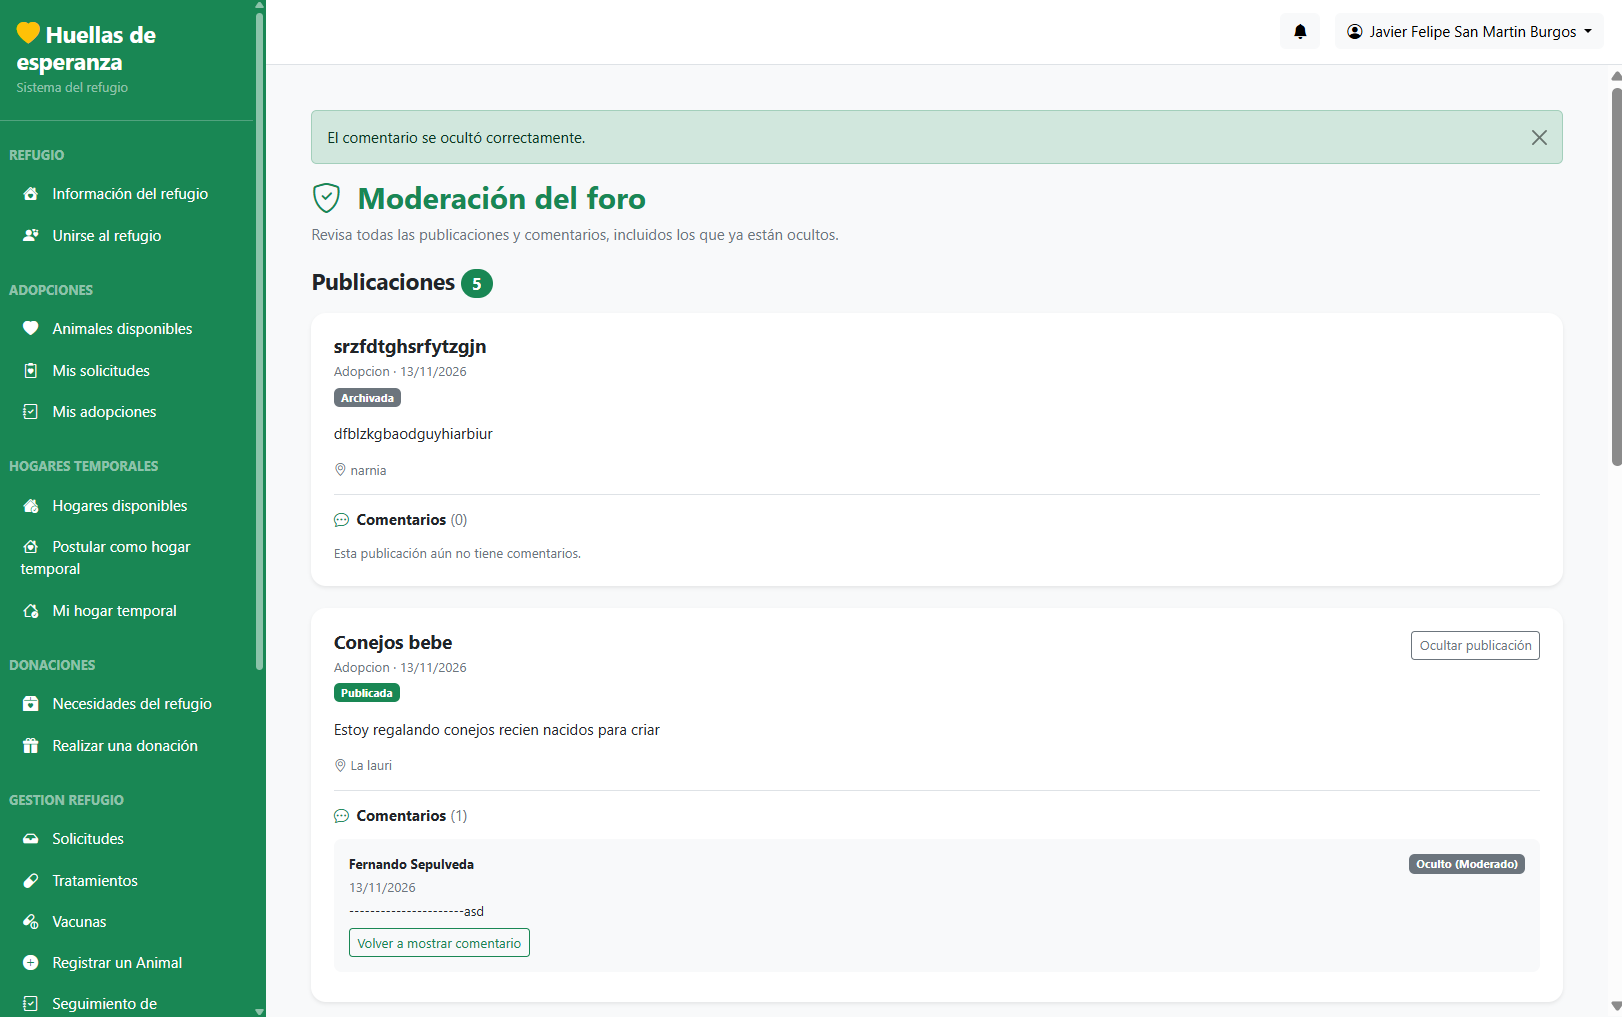 Huellas de
esperanza
Sistema del refugio
REFUGIO
Información del refugio
Unirse al refugio
ADOPCIONES
Animales disponibles
Mis solicitudes
Mis adopciones
HOGARES TEMPORALES
Hogares disponibles
Postular como hogar
temporal
Mi hogar temporal
DONACIONES
Necesidades del refugio
Realizar una donación
GESTION REFUGIO
Solicitudes
Tratamientos
Vacunas
Registrar un Animal
Seguimiento de
Javier Felipe San Martin Burgos
El comentario se ocultó correctamente.
Moderación del foro
Revisa todas las publicaciones y comentarios, incluidos los que ya están ocultos.
Publicaciones 5
srzfdtghsrfytzgjn
Adopcion · 13/11/2026
Archivada
dfblzkgbaodguyhiarbiur
narnia
Comentarios (0)
Esta publicación aún no tiene comentarios.
Conejos bebe
Ocultar publicación
Adopcion · 13/11/2026
Publicada
Estoy regalando conejos recien nacidos para criar
La lauri
Comentarios (1)
Fernando Sepulveda
Oculto (Moderado)
13/11/2026
----------------------asd
Volver a mostrar comentario